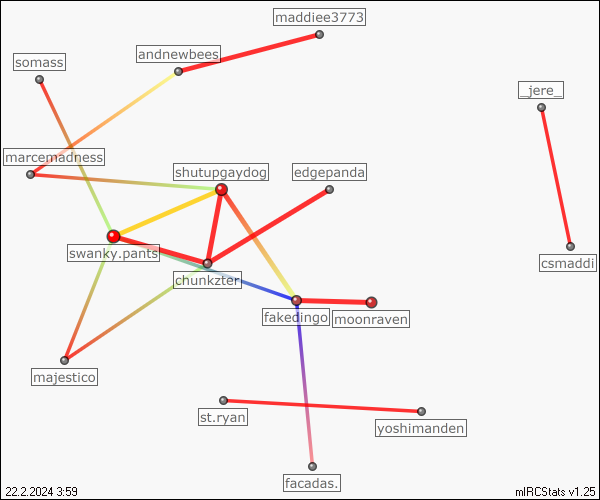 maddiee3773
andnewbees
somass
_jere_
marcemadness
shutupgaydog
edgepanda
swanky.pants
csmaddi
chunkzter
fakedingo
moonraven
majestico
st.ryan
yoshimanden
facadas.
22.2.2024 3:59
mIRCStats v1.25